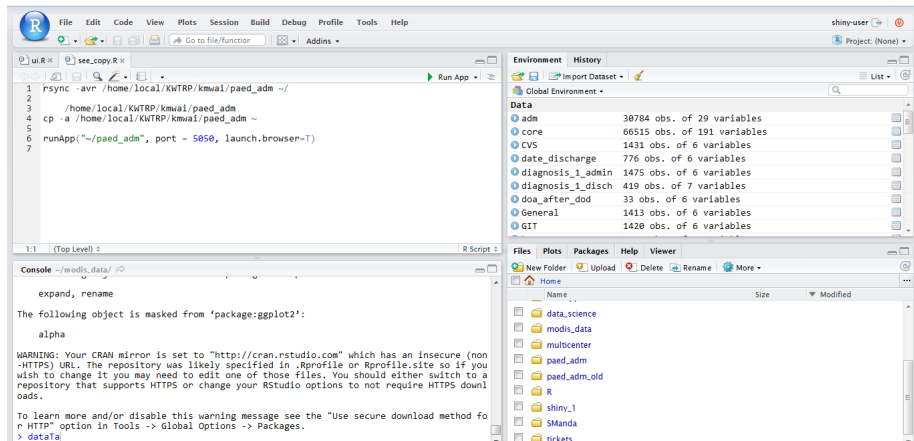 R
File Edit Code View Plots Session Build Debug Profile Tools Help
shiny-user
Go to file/function
Addins
Project: (None)
ui.R see_copy.R
Run App
1 rsync -avr /home/local/KWTRP/kmwai/paed_adm ~/
2
3 /home/local/KWTRP/kmwai/paed_adm
4 cp -a /home/local/KWTRP/kmwai/paed_adm ~
5
6 runApp("~/paed_adm", port = 5050, launch.browser=T)
7
1:1 (Top Level) R Script
Console ~/modis_data/
expand, rename
The following object is masked from ‘package:ggplot2’:
alpha
WARNING: Your CRAN mirror is set to "http://cran.rstudio.com" which has an insecure (non
-HTTPS) URL. The repository was likely specified in .Rprofile or Rprofile.site so if you
wish to change it you may need to edit one of those files. You should either switch to a
repository that supports HTTPS or change your RStudio options to not require HTTPS downl
oads.
To learn more and/or disable this warning message see the "Use secure download method fo
r HTTP" option in Tools -> Global Options -> Packages.
> dataTa
Environment History
Import Dataset
List
Global Environment
Data
adm 30784 obs. of 29 variables
core 66515 obs. of 191 variables
CVS 1431 obs. of 6 variables
date_discharge 776 obs. of 6 variables
diagnosis_1_admin 1475 obs. of 6 variables
diagnosis_1_disch 419 obs. of 7 variables
doa_after_dod 33 obs. of 6 variables
General 1413 obs. of 6 variables
GIT 1420 obs. of 6 variables
Files Plots Packages Help Viewer
New Folder Upload Delete Rename More
Home
Name Size Modified
data_science
modis_data
multicenter
paed_adm
paed_adm_old
R
shiny_1
SManda
tickets